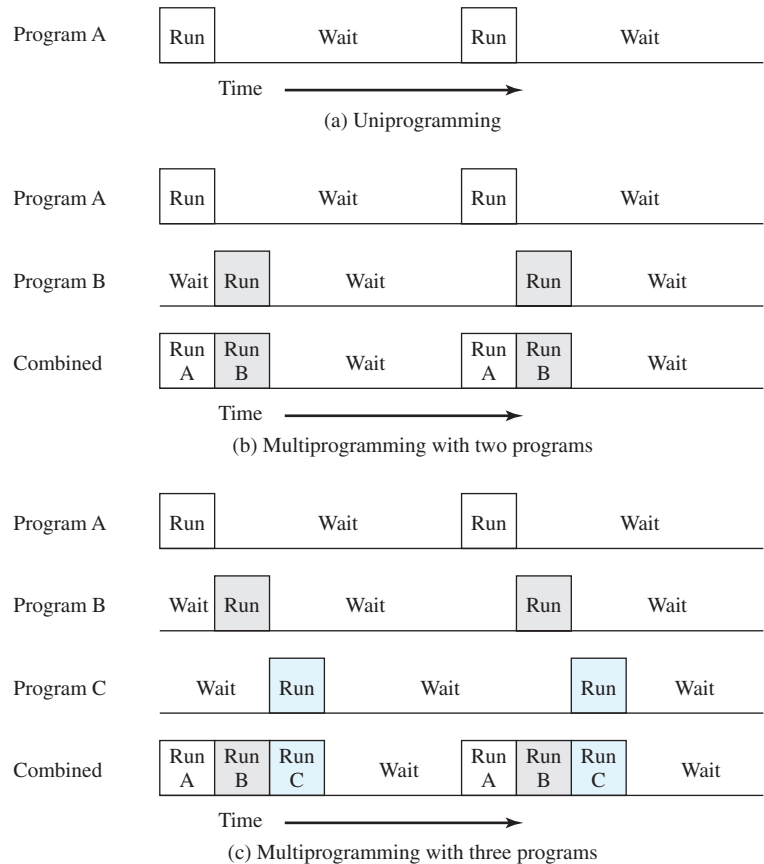 Program A Run Wait Run Wait
Time
(a) Uniprogramming
Program A Run Wait Run Wait
Program B Wait Run Wait Run Wait
Combined Run A Run B Wait Run A Run B Wait
Time
(b) Multiprogramming with two programs
Program A Run Wait Run Wait
Program B Wait Run Wait Run Wait
Program C Wait Run Wait Run Wait
Combined Run A Run B Run C Wait Run A Run B Run C Wait
Time
(c) Multiprogramming with three programs